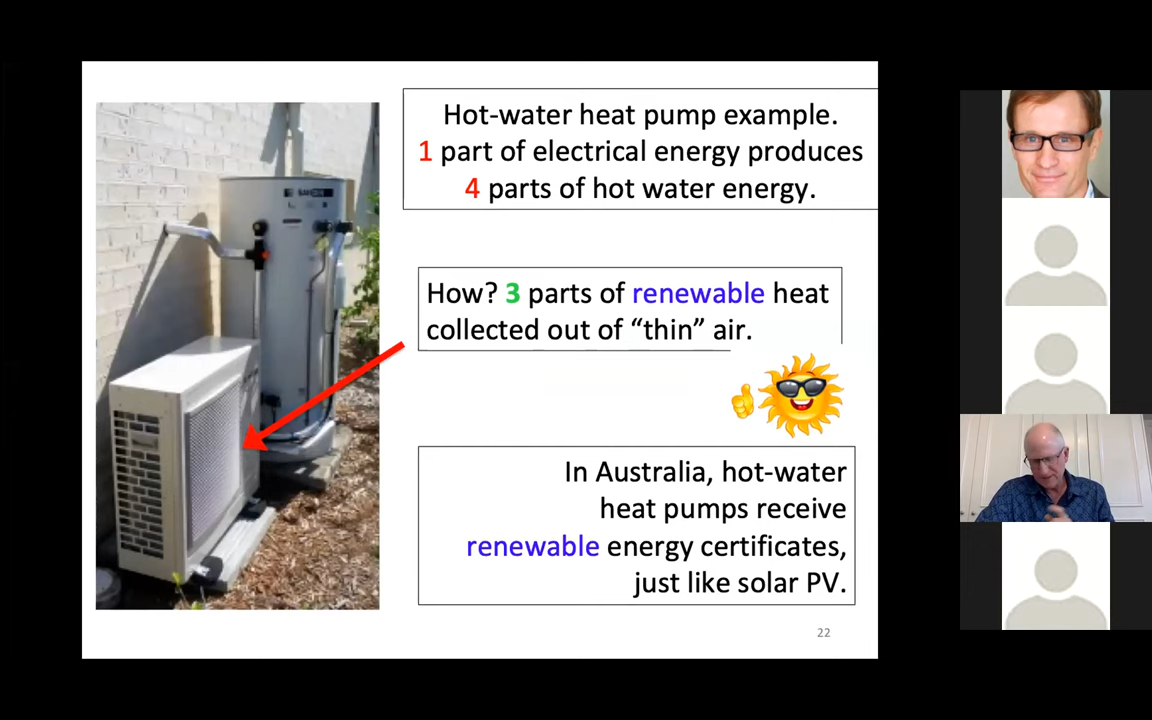 Hot-water heat pump example.
1 part of electrical energy produces
4 parts of hot water energy.
How? 3 parts of renewable heat
collected out of “thin” air.
In Australia, hot-water
heat pumps receive
renewable energy certificates,
just like solar PV.
22